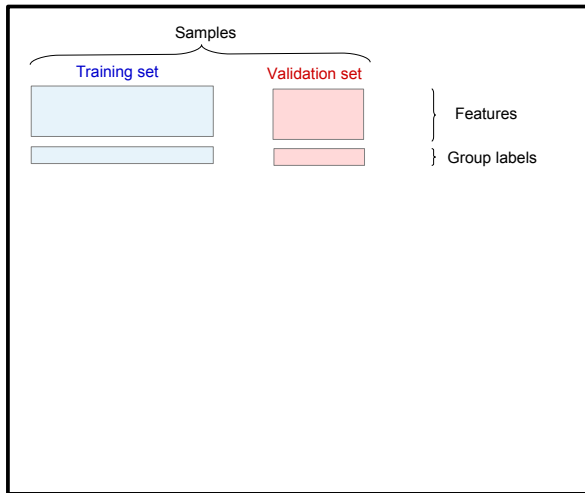 Samples
Training set
Validation set
Features
Group labels